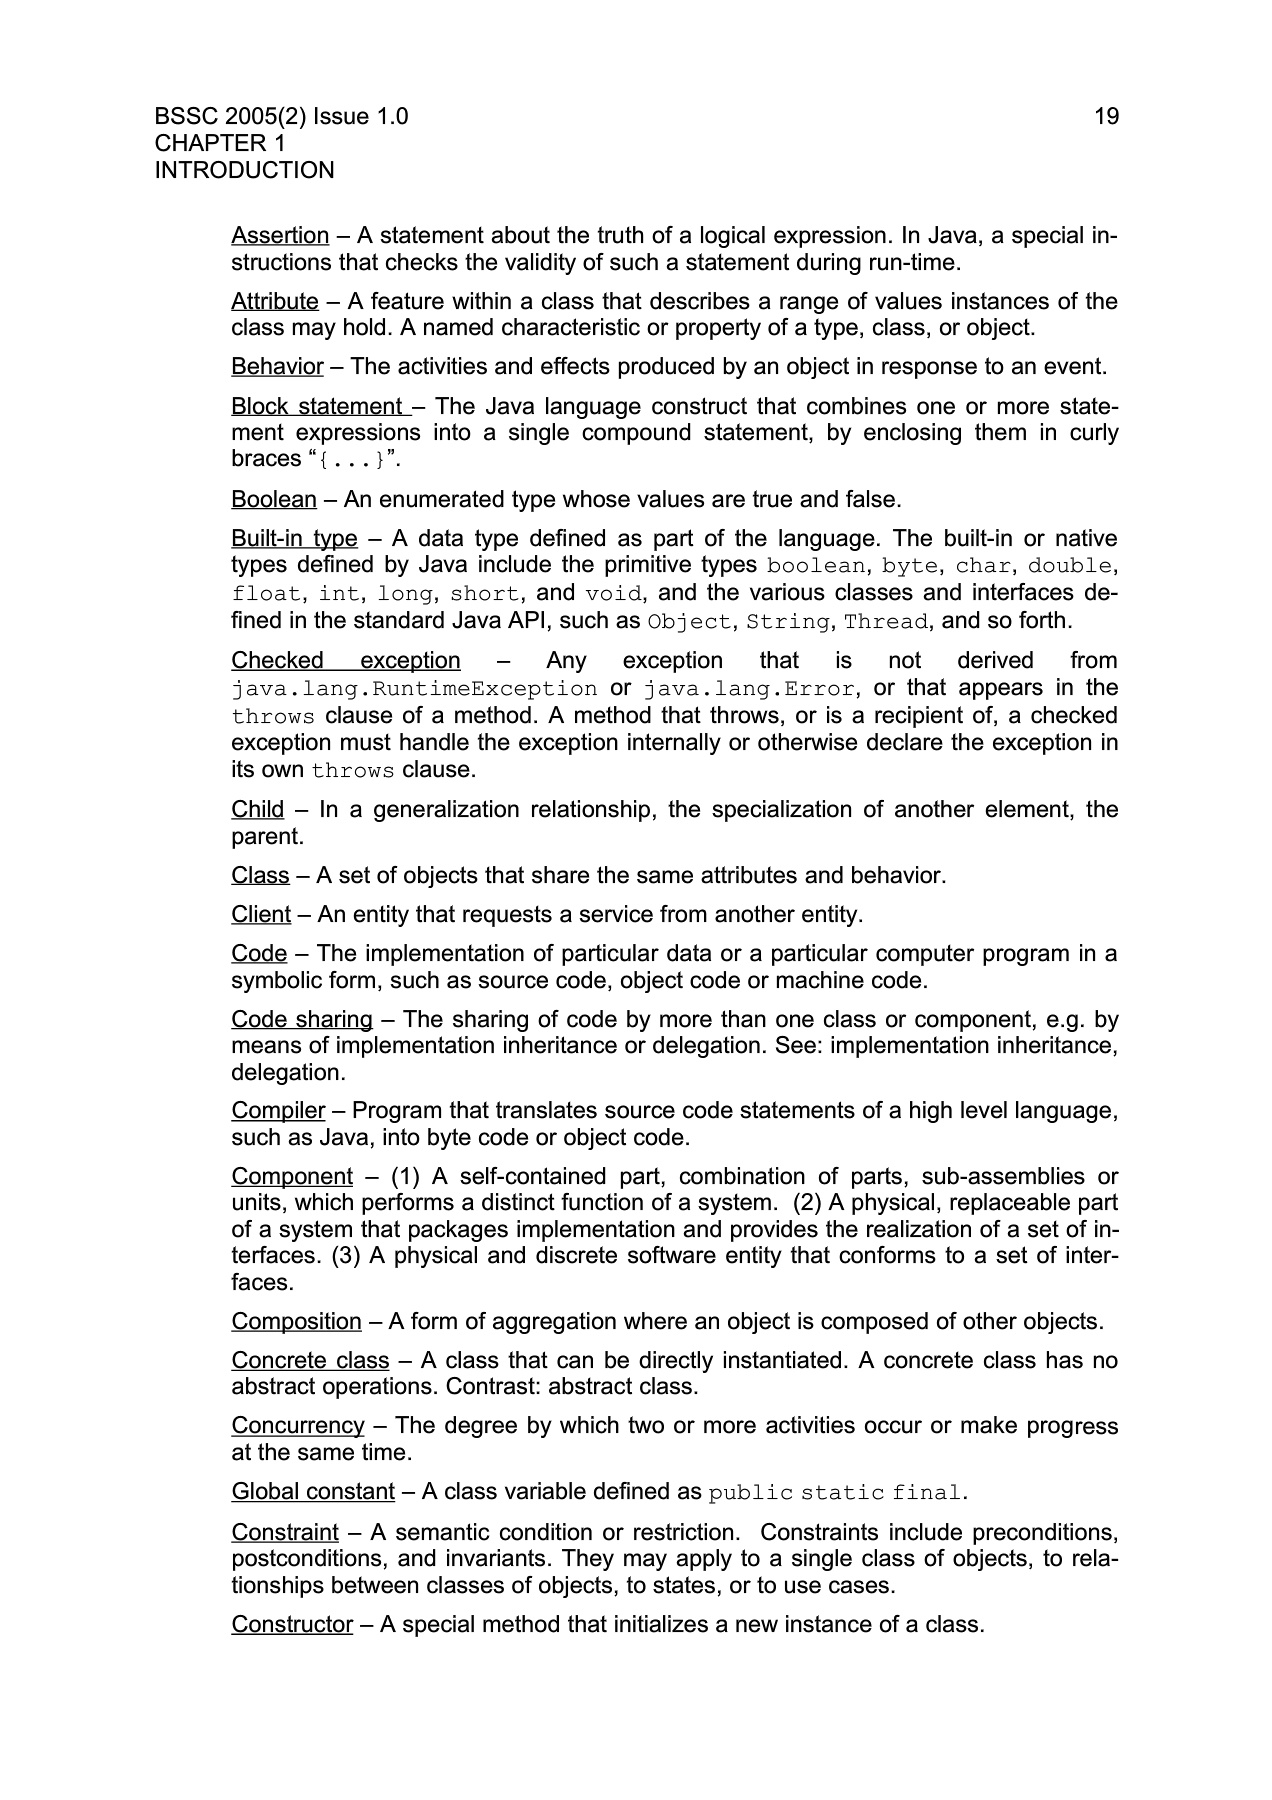 BSSC 2005(2) Issue 1.0 19
CHAPTER 1
INTRODUCTION
Assertion – A statement about the truth of a logical expression. In Java, a special in-
structions that checks the validity of such a statement during run-time.
Attribute – A feature within a class that describes a range of values instances of the
class may hold. A named characteristic or property of a type, class, or object.
Behavior – The activities and effects produced by an object in response to an event.
Block statement – The Java language construct that combines one or more state-
ment expressions into a single compound statement, by enclosing them in curly
braces “{...}”.
Boolean – An enumerated type whose values are true and false.
Built-in type – A data type defined as part of the language. The built-in or native
types defined by Java include the primitive types boolean, byte, char, double,
float, int, long, short, and void, and the various classes and interfaces de-
fined in the standard Java API, such as Object, String, Thread, and so forth.
Checked exception – Any exception that is not derived from
java.lang.RuntimeException or java.lang.Error, or that appears in the
throws clause of a method. A method that throws, or is a recipient of, a checked
exception must handle the exception internally or otherwise declare the exception in
its own throws clause.
Child – In a generalization relationship, the specialization of another element, the
parent.
Class – A set of objects that share the same attributes and behavior.
Client – An entity that requests a service from another entity.
Code – The implementation of particular data or a particular computer program in a
symbolic form, such as source code, object code or machine code.
Code sharing – The sharing of code by more than one class or component, e.g. by
means of implementation inheritance or delegation. See: implementation inheritance,
delegation.
Compiler – Program that translates source code statements of a high level language,
such as Java, into byte code or object code.
Component – (1) A self-contained part, combination of parts, sub-assemblies or
units, which performs a distinct function of a system. (2) A physical, replaceable part
of a system that packages implementation and provides the realization of a set of in-
terfaces. (3) A physical and discrete software entity that conforms to a set of inter-
faces.
Composition – A form of aggregation where an object is composed of other objects.
Concrete class – A class that can be directly instantiated. A concrete class has no
abstract operations. Contrast: abstract class.
Concurrency – The degree by which two or more activities occur or make progress
at the same time.
Global constant – A class variable defined as public static final.
Constraint – A semantic condition or restriction. Constraints include preconditions,
postconditions, and invariants. They may apply to a single class of objects, to rela-
tionships between classes of objects, to states, or to use cases.
Constructor – A special method that initializes a new instance of a class.